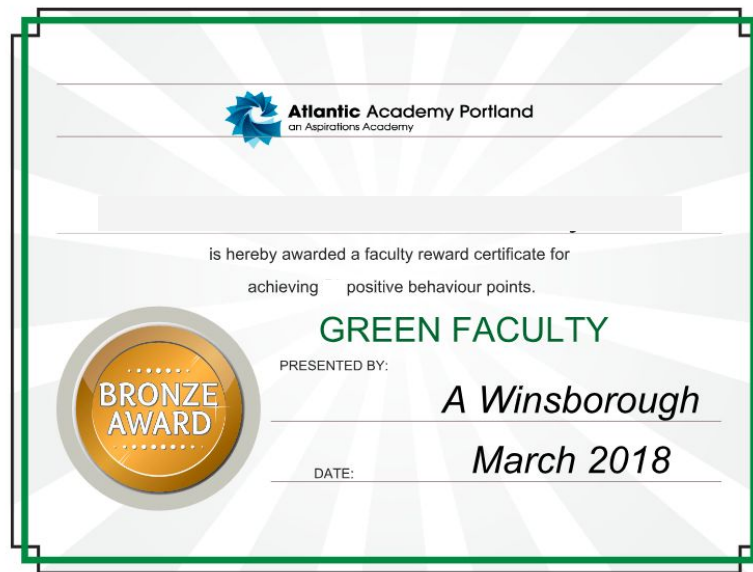 Atlantic Academy Portland
an Aspirations Academy
is hereby awarded a faculty reward certificate for
achieving positive behaviour points.
GREEN FACULTY
PRESENTED BY:
A Winsborough
BRONZE
AWARD
DATE:
March 2018